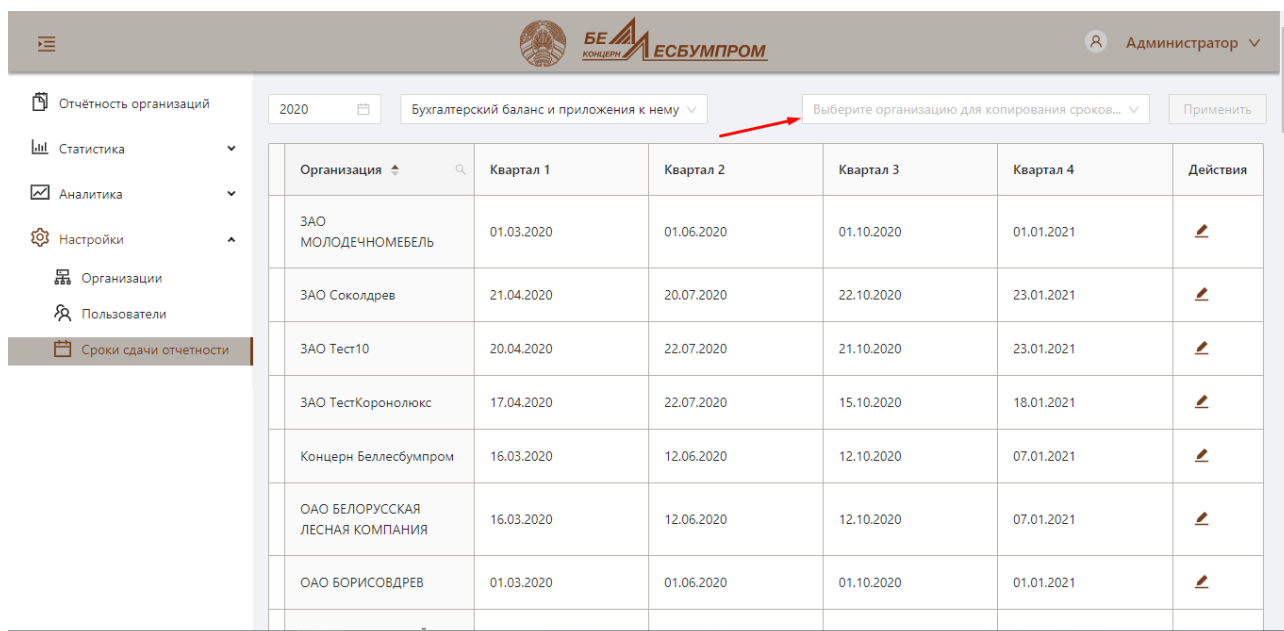 БЕЛ
КОНЦЕРН ЛЕСБУМПРОМ
Администратор
Отчётность организаций
Статистика
Аналитика
Настройки
Организации
Пользователи
Сроки сдачи отчетности
2020
Бухгалтерский баланс и приложения к нему
Выберите организацию для копирования сроков...
Применить
Организация Квартал 1 Квартал 2 Квартал 3 Квартал 4 Действия
ЗАО
МОЛОДЕЧНОМЕБЕЛЬ
01.03.2020 01.06.2020 01.10.2020 01.01.2021
ЗАО Соколдрев 21.04.2020 20.07.2020 22.10.2020 23.01.2021
ЗАО Тест10 20.04.2020 22.07.2020 21.10.2020 23.01.2021
ЗАО ТестКоронолюкс 17.04.2020 22.07.2020 15.10.2020 18.01.2021
Концерн Беллесбумпром 16.03.2020 12.06.2020 12.10.2020 07.01.2021
ОАО БЕЛОРУССКАЯ
ЛЕСНАЯ КОМПАНИЯ
16.03.2020 12.06.2020 12.10.2020 07.01.2021
ОАО БОРИСОВДРЕВ 01.03.2020 01.06.2020 01.10.2020 01.01.2021